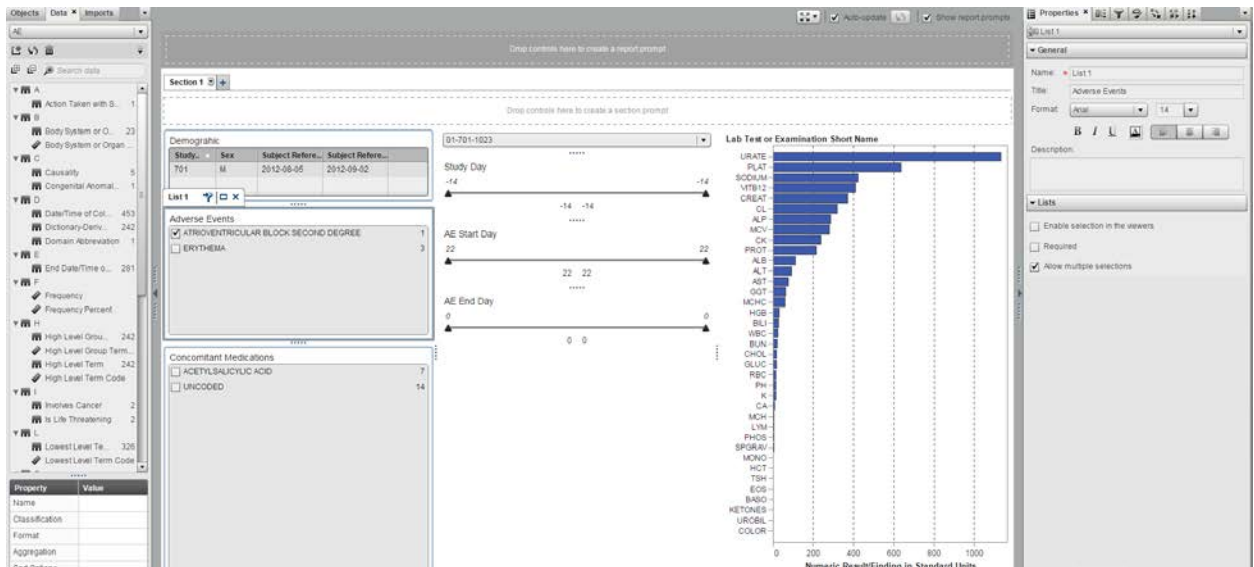 Objects Data × Imports
AE
Search data
A
Action Taken with S... 1
B
Body System or O... 23
Body System or Organ ...
C
Causality 5
Congenital Anomal... 1
D
Date/Time of Col... 453
Dictionary-Deriv... 242
Domain Abbreviation 1
E
End Date/Time o... 281
F
Frequency
Frequency Percent
H
High Level Grou... 242
High Level Group Term...
High Level Term 242
High Level Term Code
I
Involves Cancer 2
Is Life Threatening 2
L
Lowest Level Te... 326
Lowest Level Term Code
Property Value
Name
Classification
Format
Aggregation
Sort Options
Auto-update Show report prompts
Drop controls here to create a report prompt
Section 1
Drop controls here to create a section prompt
Demograhic
Study.. Sex Subject Refere... Subject Refere...
701 M 2012-08-05 2012-09-02
List 1
Adverse Events
ATRIOVENTRICULAR BLOCK SECOND DEGREE 1
ERYTHEMA 3
Concomitant Medications
ACETYLSALICYLIC ACID 7
UNCODED 14
01-701-1023
Study Day
-14 -14
-14 -14
AE Start Day
22 22
22 22
AE End Day
0 0
0 0
Lab Test or Examination Short Name
URATE
PLAT
SODIUM
VITB12
CREAT
CL
ALP
MCV
CK
PROT
ALB
ALT
AST
GGT
MCHC
HGB
BILI
WBC
BUN
CHOL
GLUC
RBC
PH
K
CA
MCH
LYM
PHOS
SPGRAV
MONO
HCT
TSH
EOS
BASO
KETONES
UROBIL
COLOR
0 200 400 600 800 1000
Numeric Result/Finding in Standard Units
Properties ×
List 1
General
Name: * List 1
Title: Adverse Events
Format: Arial 14
B I U A
Description:
Lists
Enable selection in the viewers
Required
Allow multiple selections